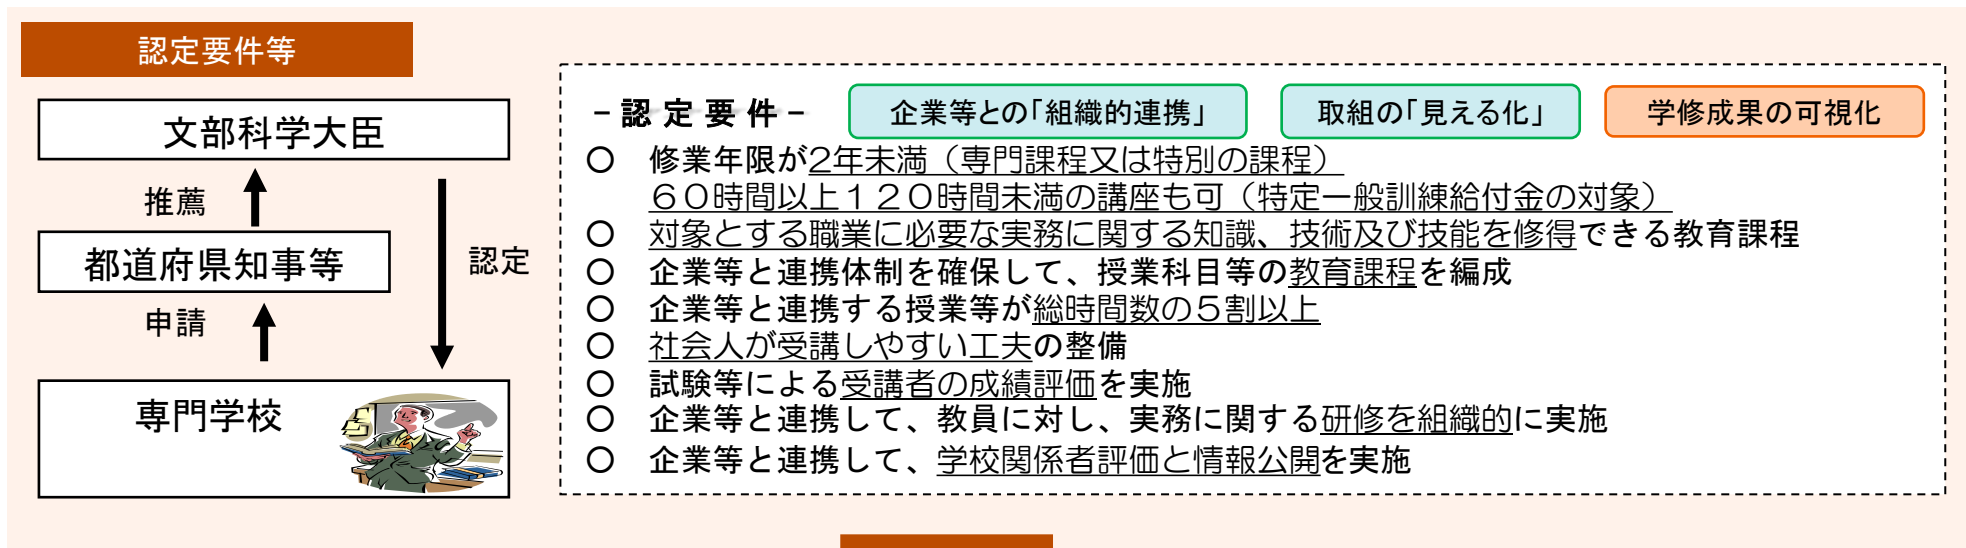 認定要件等
文部科学大臣
推薦
都道府県知事等
認定
申請
専門学校
－認 定 要 件－
企業等との「組織的連携」
取組の「見える化」
学修成果の可視化
○ 修業年限が2年未満（専門課程又は特別の課程）
６０時間以上１２０時間未満の講座も可（特定一般訓練給付金の対象）
○ 対象とする職業に必要な実務に関する知識、技術及び技能を修得できる教育課程
○ 企業等と連携体制を確保して、授業科目等の教育課程を編成
○ 企業等と連携する授業等が総時間数の５割以上
○ 社会人が受講しやすい工夫の整備
○ 試験等による受講者の成績評価を実施
○ 企業等と連携して、教員に対し、実務に関する研修を組織的に実施
○ 企業等と連携して、学校関係者評価と情報公開を実施